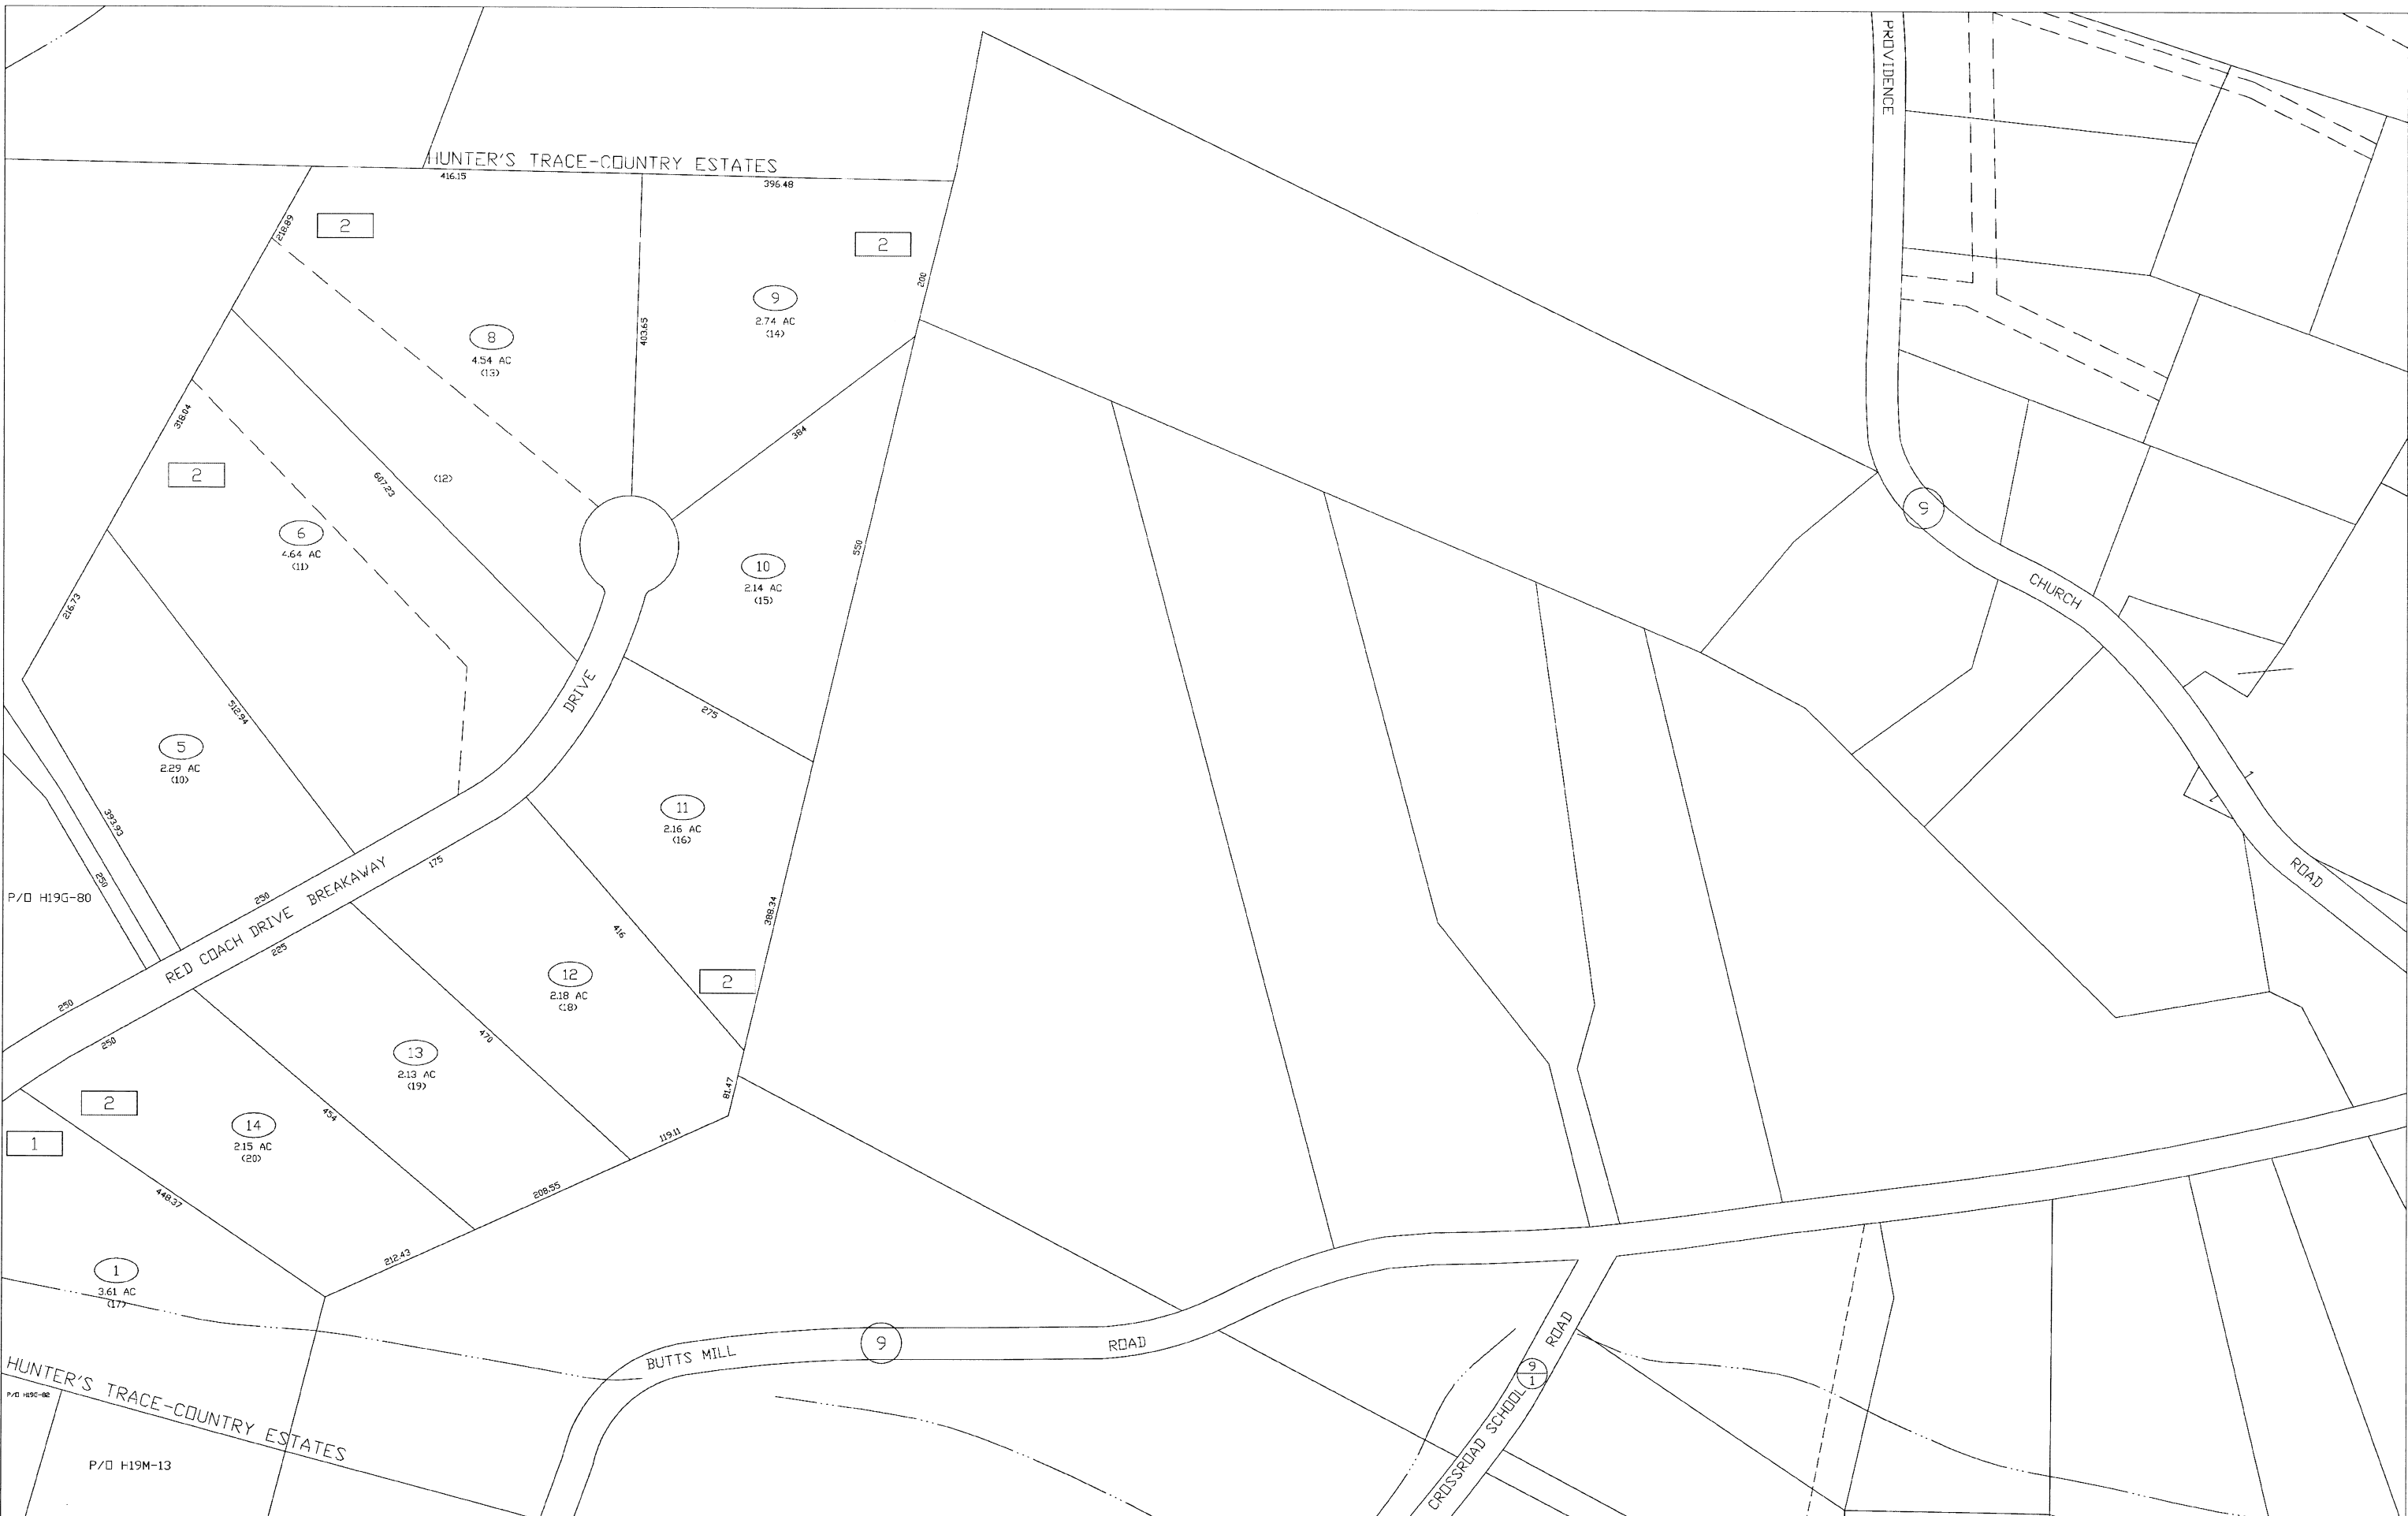 PROVIDENCE
HUNTER'S TRACE-COUNTRY ESTATES
416.15
396.48
218.89
2
2
200
9
2.74 AC
(14)
8
4.54 AC
(13)
403.65
318.04
384
2
607.23
(12)
9
6
4.64 AC
(11)
550
10
2.14 AC
(15)
CHURCH
216.73
DRIVE
512.94
275
5
2.29 AC
(10)
1
2
393.93
11
2.16 AC
(16)
ROAD
175
250
P/O H19G-80
250
RED COACH DRIVE BREAKAWAY
388.34
225
416
12
2.18 AC
(18)
2
250
250
470
13
2.13 AC
(19)
81.47
2
454
14
2.15 AC
(20)
119.11
1
448.37
208.55
212.43
1
3.61 AC
(17)
9
BUTTS MILL
ROAD
ROAD
9
1
CROSSROAD SCHOOL
HUNTER'S TRACE-COUNTRY ESTATES
P/O H19M-13